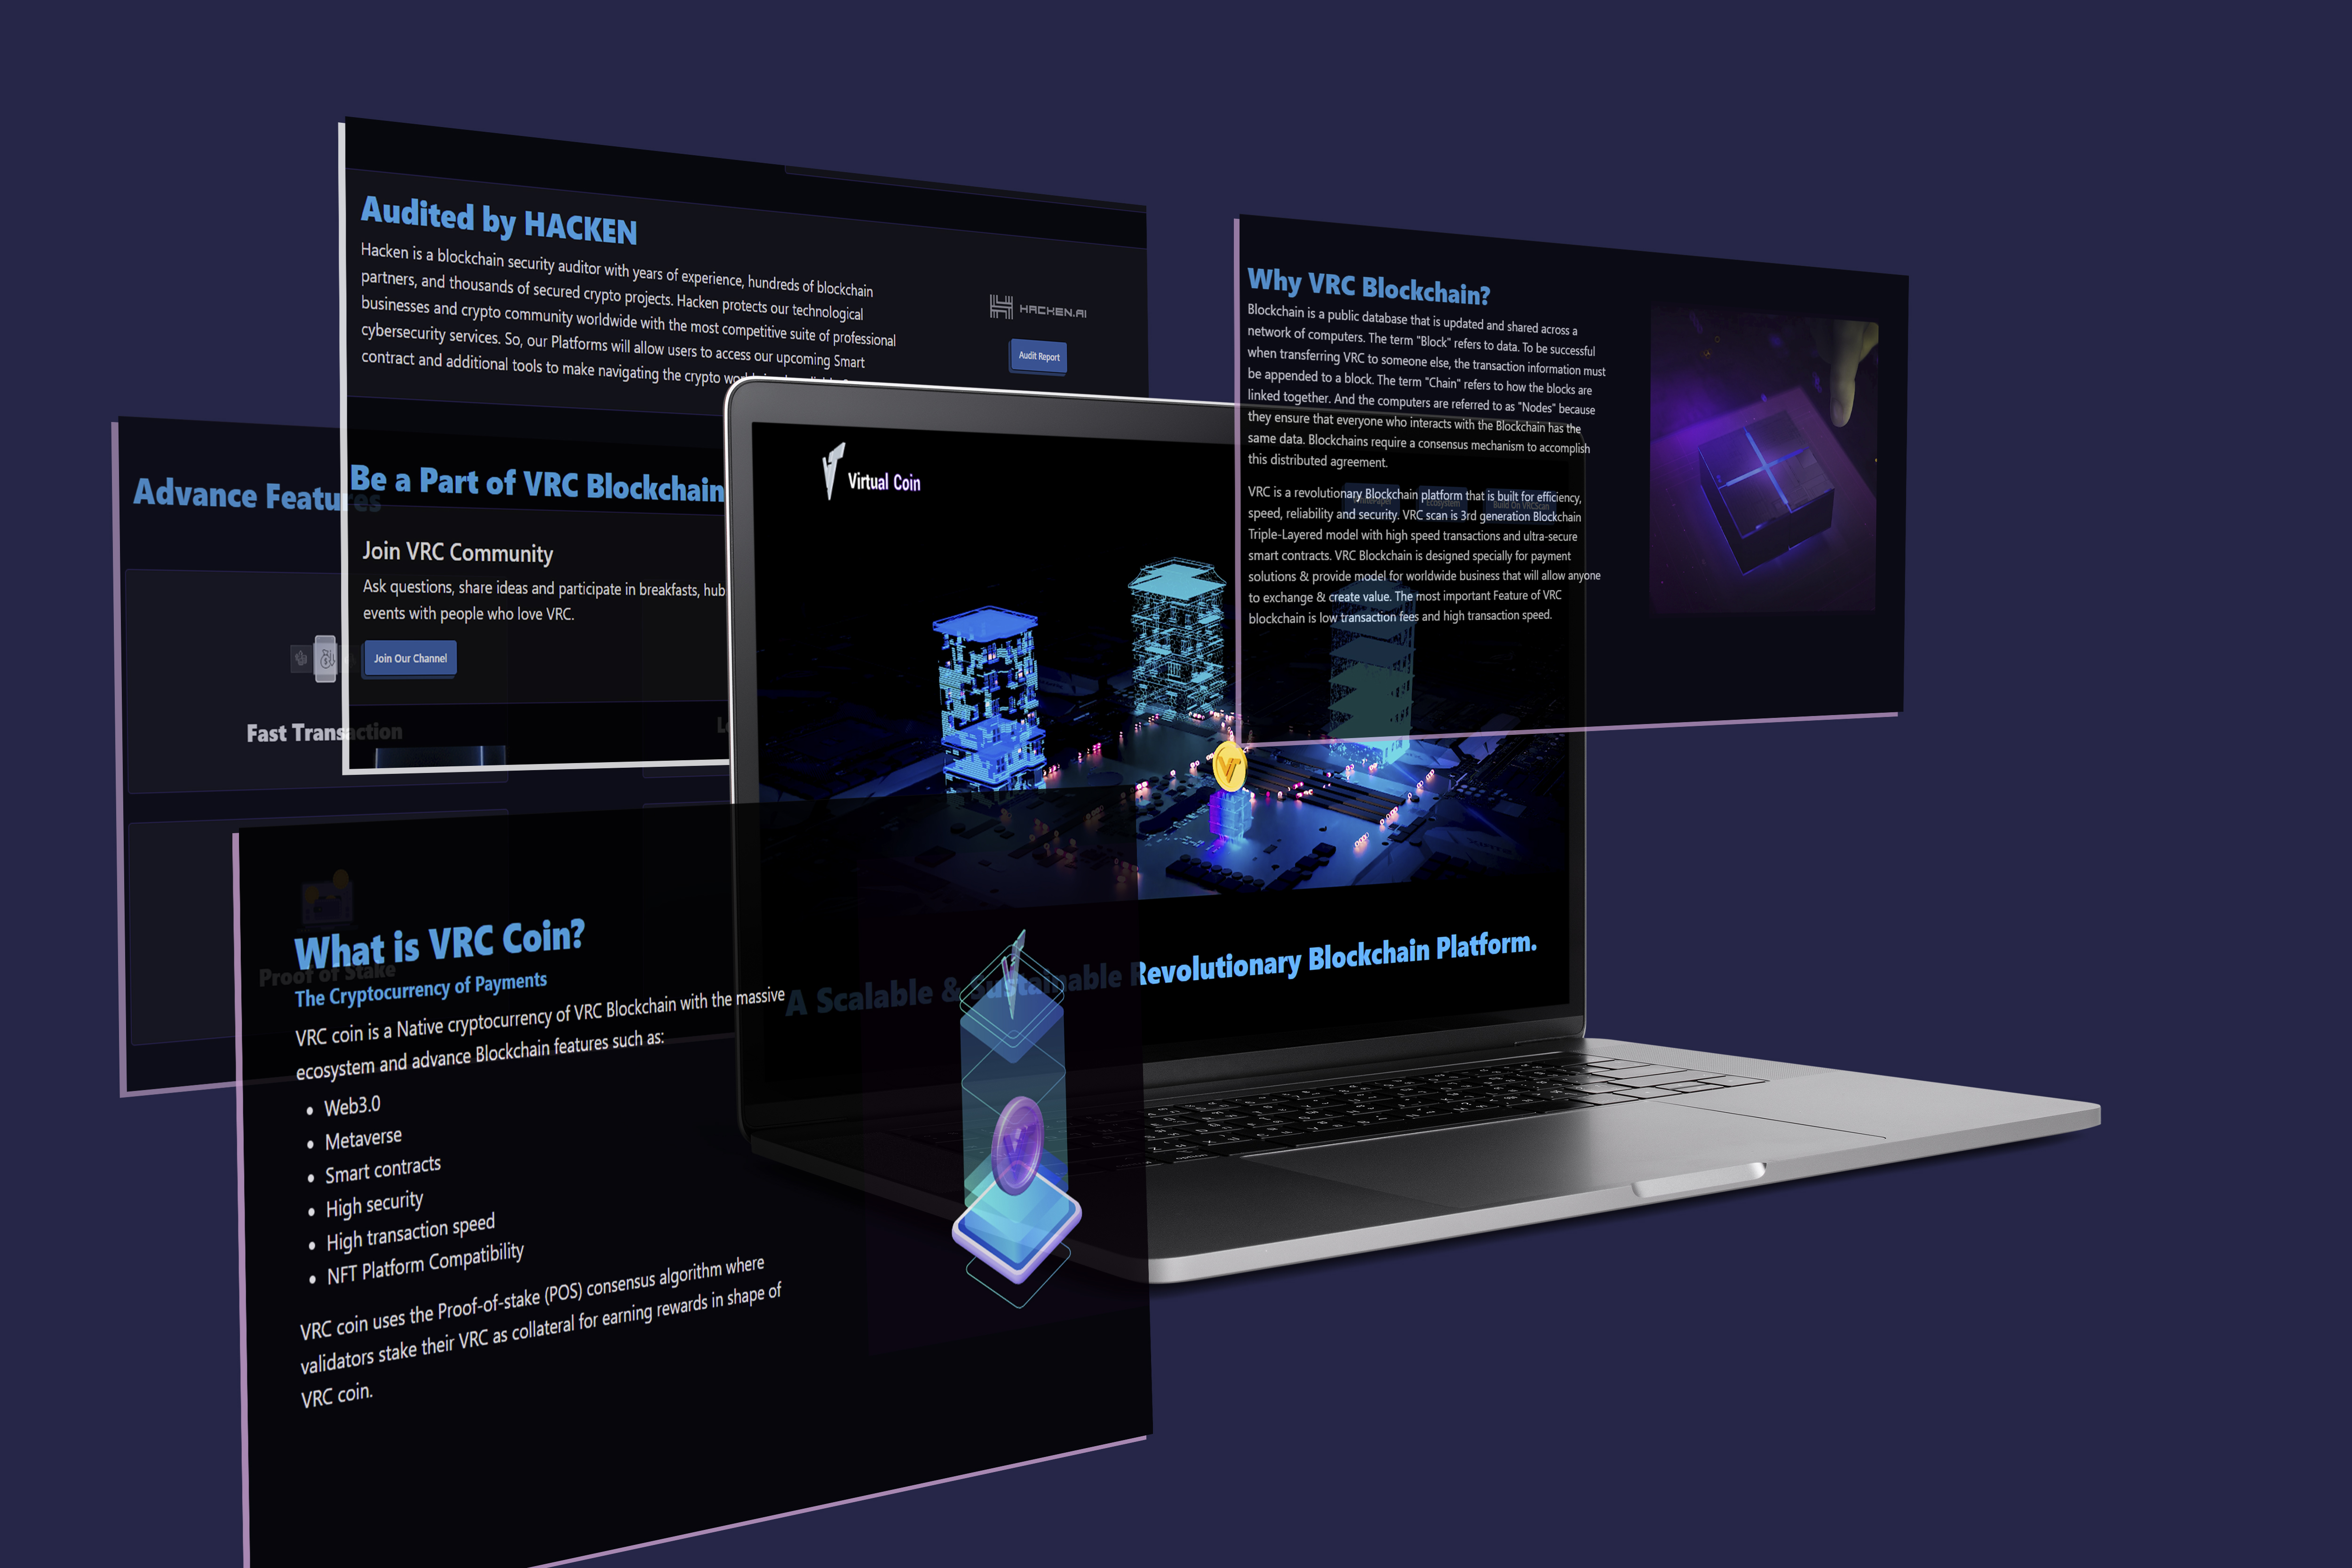 Audited by HACKEN
Hacken is a blockchain security auditor with years of experience, hundreds of blockchain
partners, and thousands of secured crypto projects. Hacken protects our technological
businesses and crypto community worldwide with the most competitive suite of professional
cybersecurity services. So, our Platforms will allow users to access our upcoming Smart
contract and additional tools to make navigating the crypto
HACKEN.AI
Audit Report
Be a Part of VRC Blockchain
Join VRC Community
Ask questions, share ideas and participate in breakfasts, hub
events with people who love VRC.
Join Our Channel
Advance Features
Fast Transaction
Proof of Stake
Why VRC Blockchain?
Blockchain is a public database that is updated and shared across a
network of computers. The term "Block" refers to data. To be successful
when transferring VRC to someone else, the transaction information must
be appended to a block. The term "Chain" refers to how the blocks are
linked together. And the computers are referred to as "Nodes" because
they ensure that everyone who interacts with the Blockchain has the
same data. Blockchains require a consensus mechanism to accomplish
this distributed agreement.
VRC is a revolutionary Blockchain platform that is built for efficiency,
speed, reliability and security. VRC scan is 3rd generation Blockchain
Triple-Layered model with high speed transactions and ultra-secure
smart contracts. VRC Blockchain is designed specially for payment
solutions & provide model for worldwide business that will allow anyone
to exchange & create value. The most important Feature of VRC
blockchain is low transaction fees and high transaction speed.
Virtual Coin
Ecosystem
Build On VRCScan
A Scalable & Sustainable Revolutionary Blockchain Platform.
What is VRC Coin?
The Cryptocurrency of Payments
VRC coin is a Native cryptocurrency of VRC Blockchain with the massive
ecosystem and advance Blockchain features such as:
• Web3.0
• Metaverse
• Smart contracts
• High security
• High transaction speed
• NFT Platform Compatibility
VRC coin uses the Proof-of-stake (POS) consensus algorithm where
validators stake their VRC as collateral for earning rewards in shape of
VRC coin.